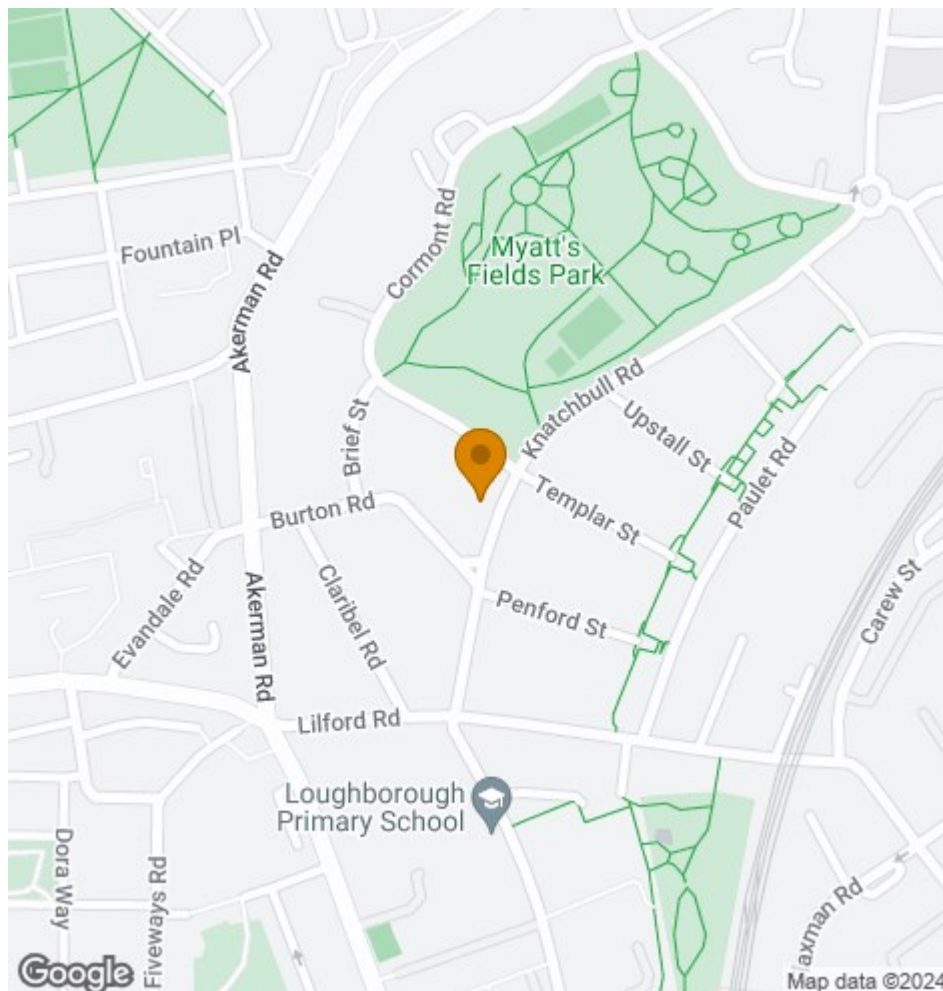 Fountain Pl
Cormont Rd
Myatt's
Fields Park
Akerman Rd
Knatchbull Rd
Upstall St
Brief St
Paulet Rd
Burton Rd
Templar St
Carew St
Evandale Rd
Claribel Rd
Akerman Rd
Penford St
Lilford Rd
Loughborough
Primary School
Dora Way
Fiveways Rd
laxman Rd
Google
Map data ©2024